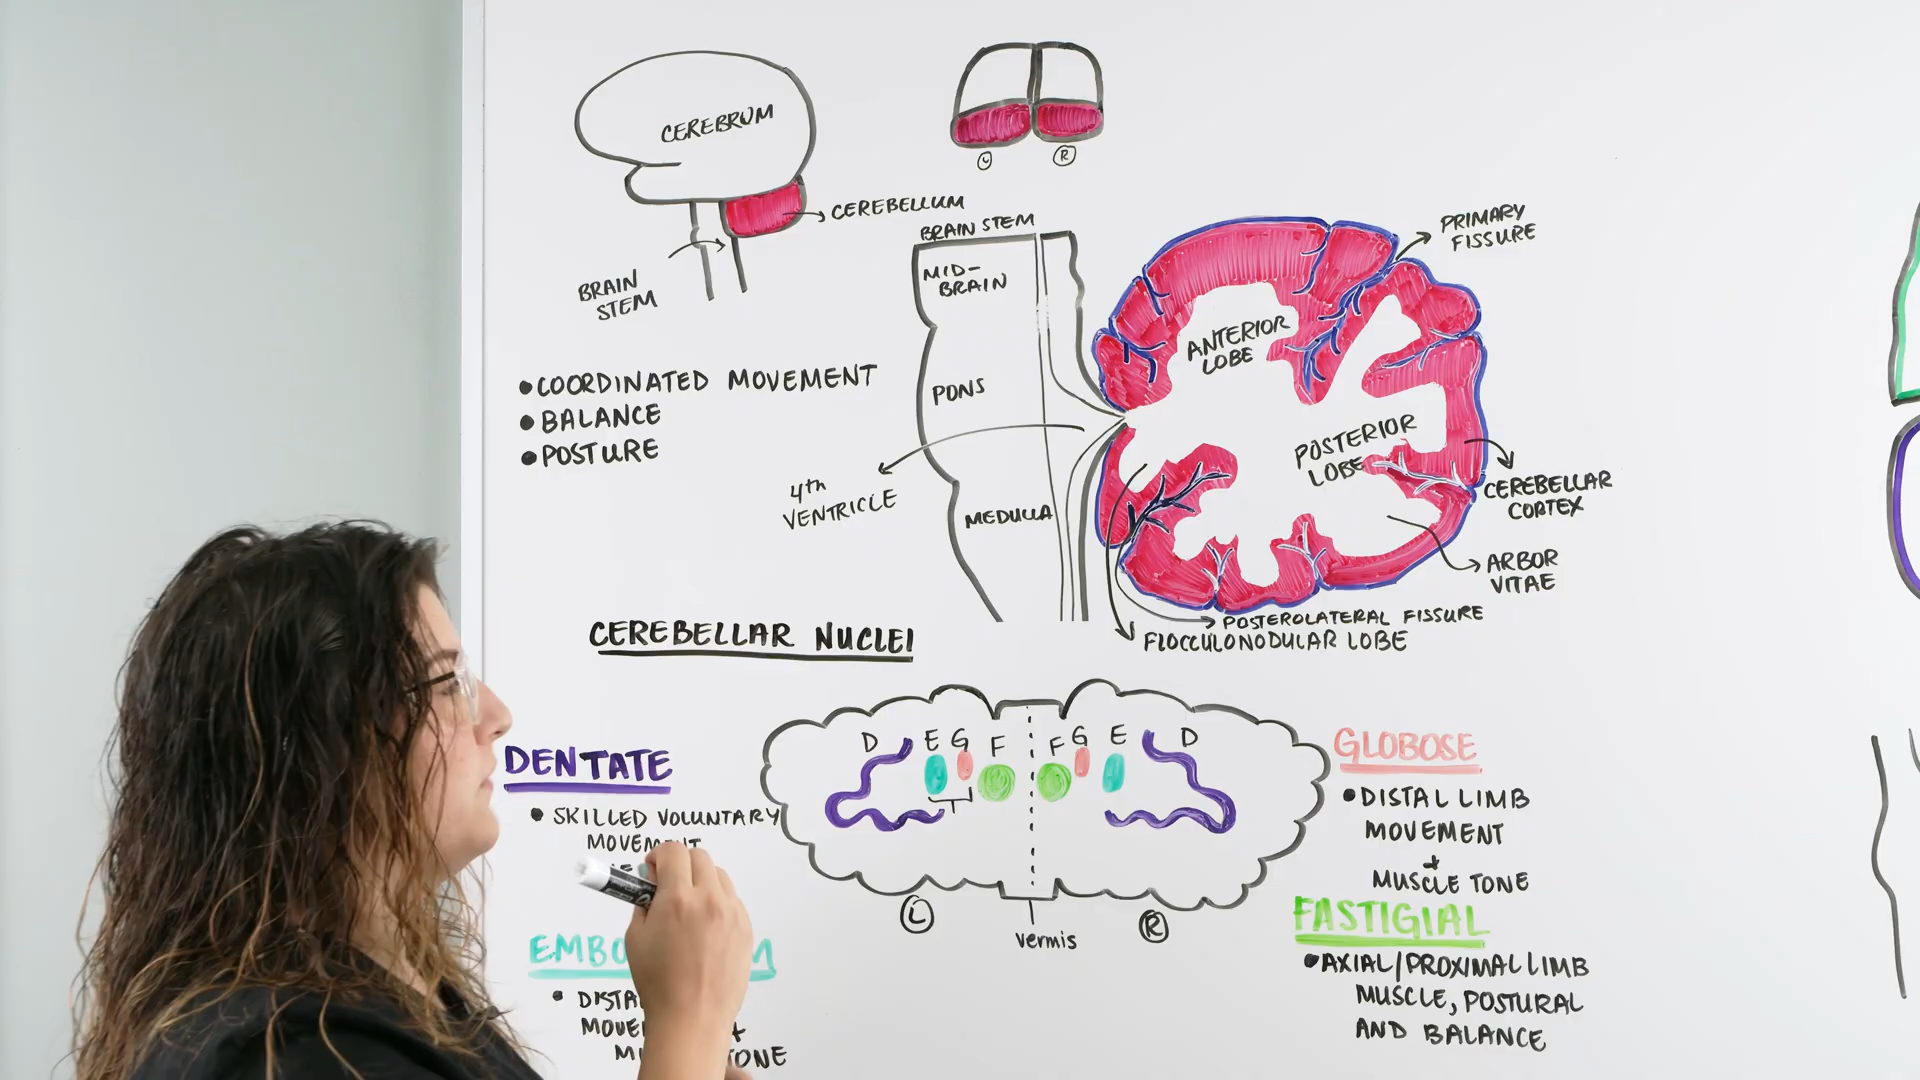 CEREBRUM
CEREBELLUM
BRAIN
STEM
L
R
• COORDINATED MOVEMENT
• BALANCE
• POSTURE
BRAIN STEM
MID-
BRAIN
PONS
MEDULLA
4th
VENTRICLE
ANTERIOR
LOBE
POSTERIOR
LOBE
PRIMARY
FISSURE
CEREBELLAR
CORTEX
ARBOR
VITAE
POSTEROLATERAL FISSURE
FLOCCULONODULAR LOBE
CEREBELLAR NUCLEI
DENTATE
• SKILLED VOLUNTARY
MOVEMENT
D E G F F G E D
L
vermis
R
• 
+
TONE
GLOBOSE
• DISTAL LIMB
MOVEMENT
+
MUSCLE TONE
FASTIGIAL
• AXIAL/PROXIMAL LIMB
MUSCLE, POSTURAL
AND BALANCE